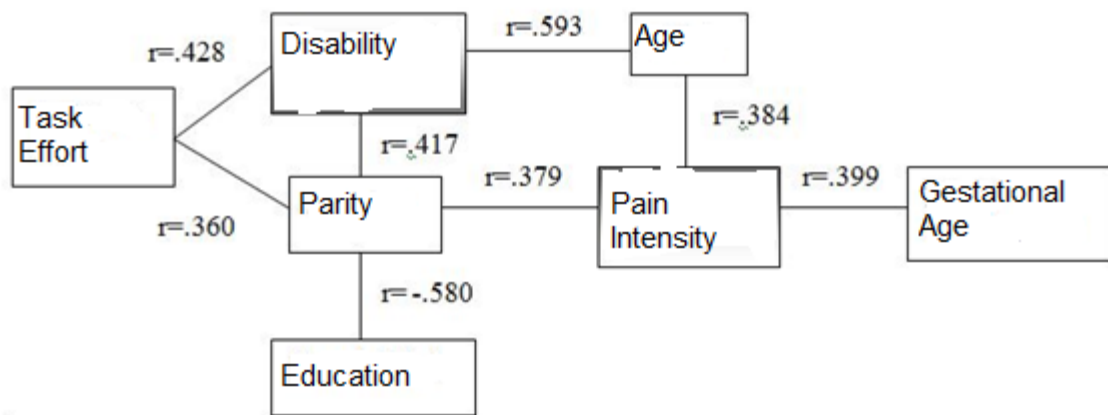 Disability
r=.593
Age
r=.428
Task
Effort
r=.384
r=.417
r=.379
r=.399
Parity
Pain
Intensity
Gestational
Age
r=.360
r=-.580
Education